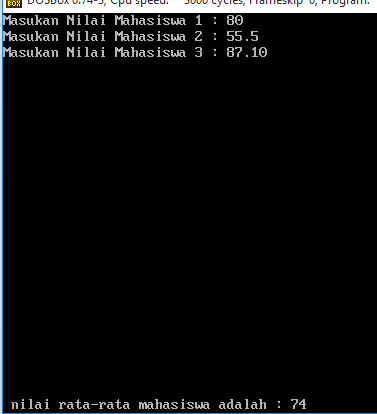 DOSBox 0.74-3, Cpu speed: 3000 cycles, Frameskip 0, Program:
Masukan Nilai Mahasiswa 1 : 80
Masukan Nilai Mahasiswa 2 : 55.5
Masukan Nilai Mahasiswa 3 : 87.10
nilai rata-rata mahasiswa adalah : 74